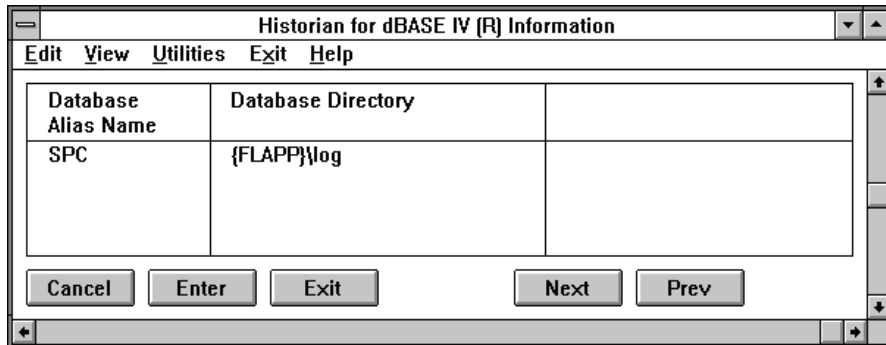 Historian for dBASE IV (R) Information
Edit View Utilities Exit Help
Database Alias Name
Database Directory
SPC
{FLAPP}\log
Cancel Enter Exit Next Prev